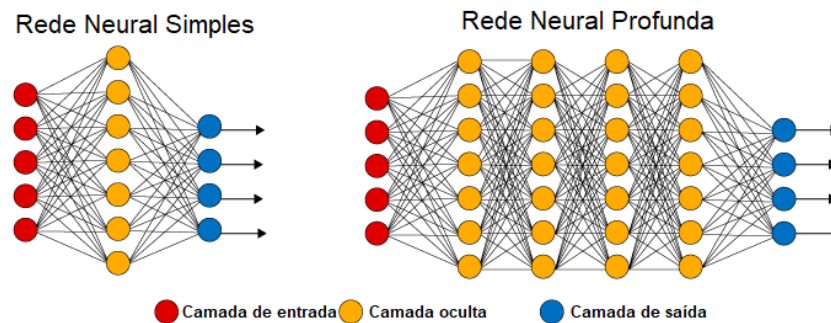 Rede Neural Simples
Rede Neural Profunda
Camada de entrada
Camada oculta
Camada de saída